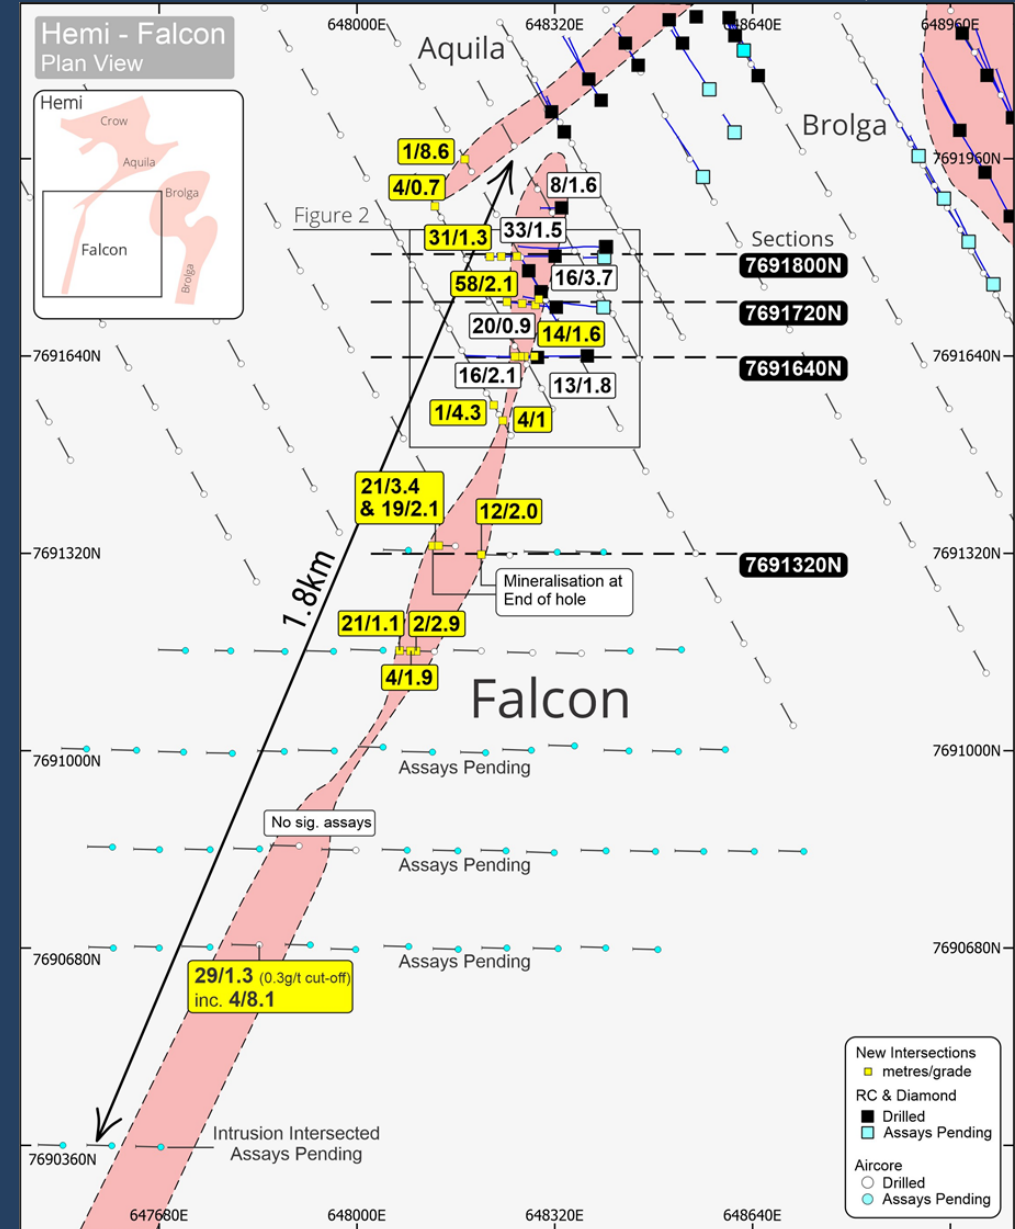 Hemi - Falcon
Plan View
648000E
648320E
648640E
648960E
Aquila
Brolga
Hemi
Crow
Aquila
Brolga
Falcon
Brolga
7691960N
1/8.6
4/0.7
8/1.6
Figure 2
33/1.5
31/1.3
Sections
7691800N
16/3.7
58/2.1
7691720N
20/0.9
14/1.6
7691640N
7691640N
7691640N
16/2.1
13/1.8
1/4.3
4/1
21/3.4
& 19/2.1
12/2.0
7691320N
7691320N
7691320N
1.8km
Mineralisation at
End of hole
21/1.1
2/2.9
4/1.9
Falcon
7691000N
7691000N
Assays Pending
No sig. assays
Assays Pending
7690680N
7690680N
Assays Pending
29/1.3 (0.3g/t cut-off)
inc. 4/8.1
Intrusion Intersected
Assays Pending
7690360N
New Intersections
metres/grade
RC & Diamond
Drilled
Assays Pending
Aircore
Drilled
Assays Pending
647680E
648000E
648320E
648640E